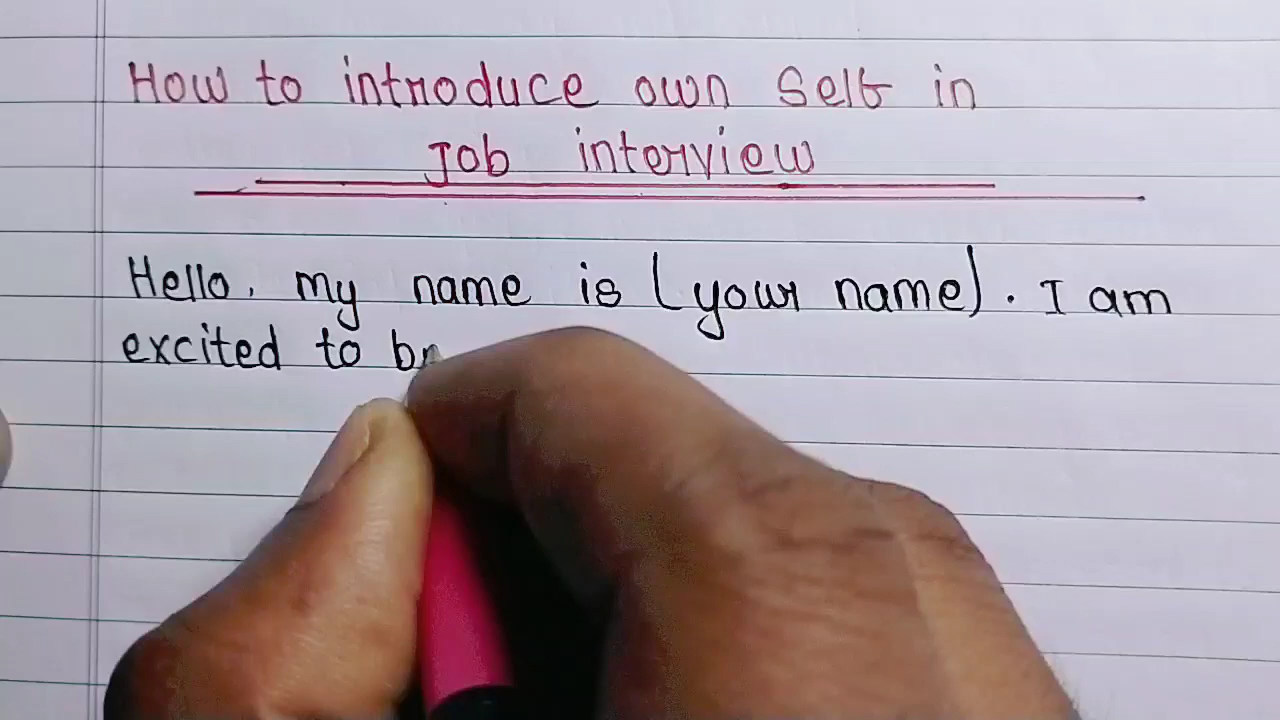 How to introduce own Self in
Job interview
Hello, my name is (your name). I am
excited to